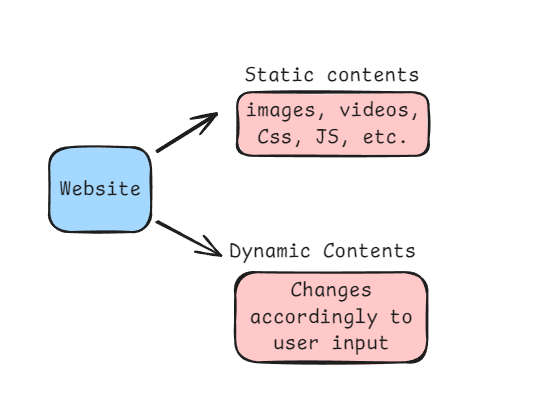 Static contents
images, videos,
Css, JS, etc.
Website
Dynamic Contents
Changes
accordingly to
user input